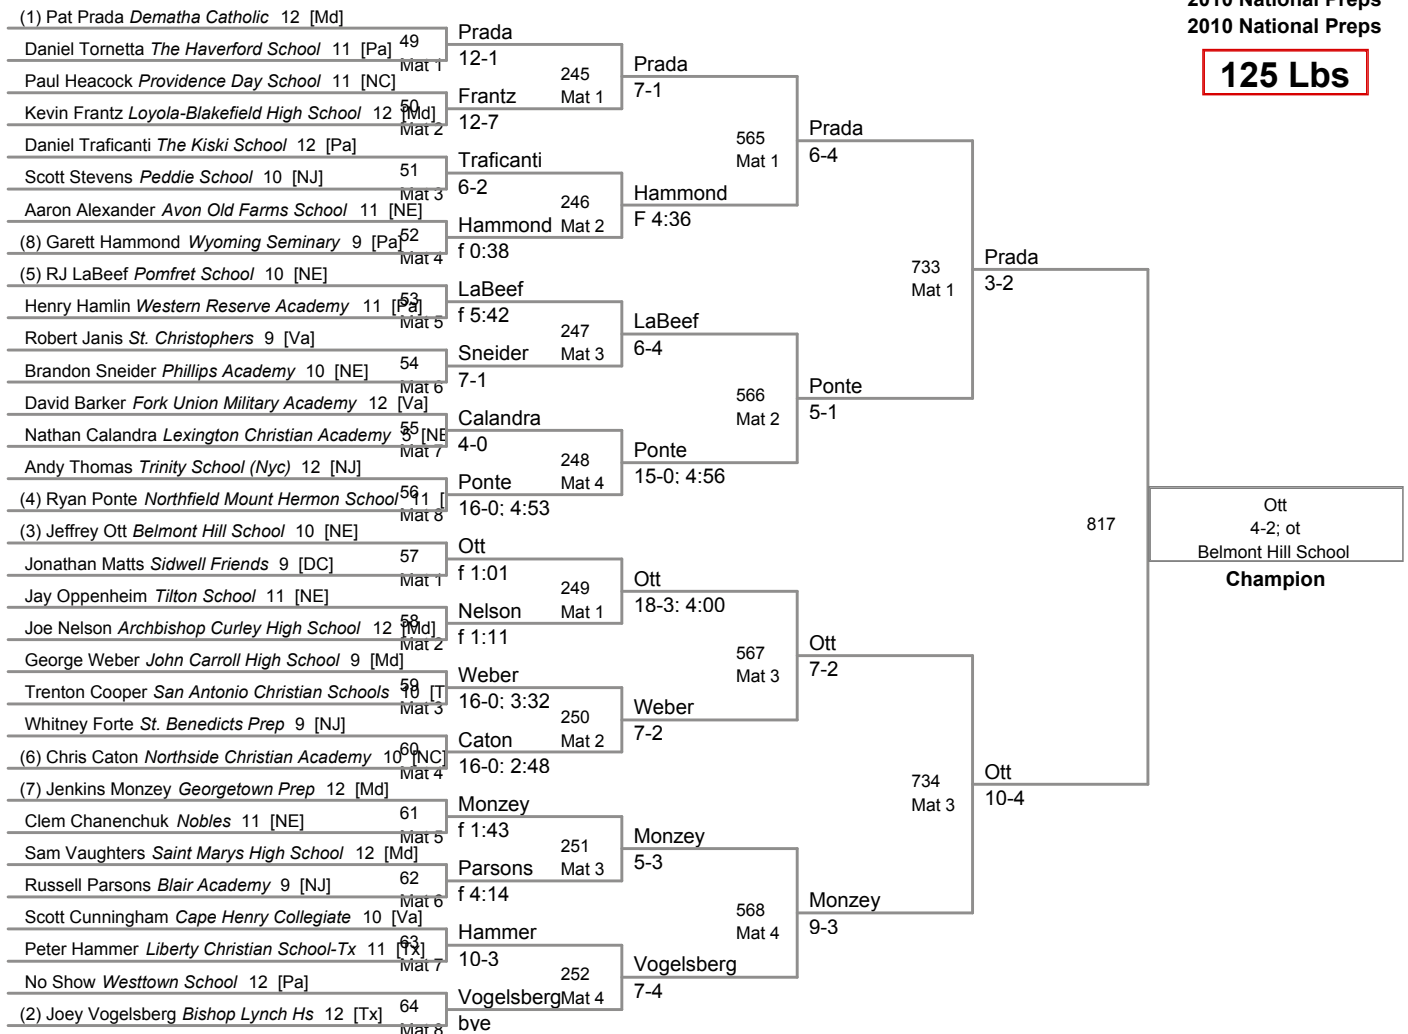 2010 National Preps
2010 National Preps
125 Lbs
(1) Pat Prada Dematha Catholic 12 [Md]
Daniel Tornetta The Haverford School 11 [Pa]
Paul Heacock Providence Day School 11 [NC]
Kevin Frantz Loyola-Blakefield High School 12 [Md]
Daniel Traficanti The Kiski School 12 [Pa]
Scott Stevens Peddie School 10 [NJ]
Aaron Alexander Avon Old Farms School 11 [NE]
(8) Garett Hammond Wyoming Seminary 9 [Pa]
(5) RJ LaBeef Pomfret School 10 [NE]
Henry Hamlin Western Reserve Academy 11 [Pa]
Robert Janis St. Christophers 9 [Va]
Brandon Sneider Phillips Academy 10 [NE]
David Barker Fork Union Military Academy 12 [Va]
Nathan Calandra Lexington Christian Academy [NE
Andy Thomas Trinity School (Nyc) 12 [NJ]
(4) Ryan Ponte Northfield Mount Hermon School 11 [
(3) Jeffrey Ott Belmont Hill School 10 [NE]
Jonathan Matts Sidwell Friends 9 [DC]
Jay Oppenheim Tilton School 11 [NE]
Joe Nelson Archbishop Curley High School 12 [Md]
George Weber John Carroll High School 9 [Md]
Trenton Cooper San Antonio Christian Schools 10 [T
Whitney Forte St. Benedicts Prep 9 [NJ]
(6) Chris Caton Northside Christian Academy 10 [NC]
(7) Jenkins Monzey Georgetown Prep 12 [Md]
Clem Chanenchuk Nobles 11 [NE]
Sam Vaughters Saint Marys High School 12 [Md]
Russell Parsons Blair Academy 9 [NJ]
Scott Cunningham Cape Henry Collegiate 10 [Va]
Peter Hammer Liberty Christian School-Tx 11 [Tx]
No Show Westtown School 12 [Pa]
(2) Joey Vogelsberg Bishop Lynch Hs 12 [Tx]
49
Mat 1
50
Mat 2
51
Mat 3
52
Mat 4
53
Mat 5
54
Mat 6
55
Mat 7
56
Mat 8
57
Mat 1
58
Mat 2
59
Mat 3
60
Mat 4
61
Mat 5
62
Mat 6
63
Mat 7
64
Mat 8
Prada
12-1
Frantz
12-7
Traficanti
6-2
Hammond
f 0:38
LaBeef
f 5:42
Sneider
7-1
Calandra
4-0
Ponte
16-0; 4:53
Ott
f 1:01
Nelson
f 1:11
Weber
16-0; 3:32
Caton
16-0; 2:48
Monzey
f 1:43
Parsons
f 4:14
Hammer
10-3
Vogelsberg
bye
245
Mat 1
246
Mat 2
247
Mat 3
248
Mat 4
249
Mat 1
250
Mat 2
251
Mat 3
252
Mat 4
Prada
7-1
Hammond
F 4:36
LaBeef
6-4
Ponte
15-0; 4:56
Ott
18-3; 4:00
Weber
7-2
Monzey
5-3
Vogelsberg
7-4
565
Mat 1
566
Mat 2
567
Mat 3
568
Mat 4
Prada
6-4
Ponte
5-1
Ott
7-2
Monzey
9-3
733
Mat 1
734
Mat 3
Prada
3-2
Ott
10-4
817
Ott
4-2; ot
Belmont Hill School
Champion